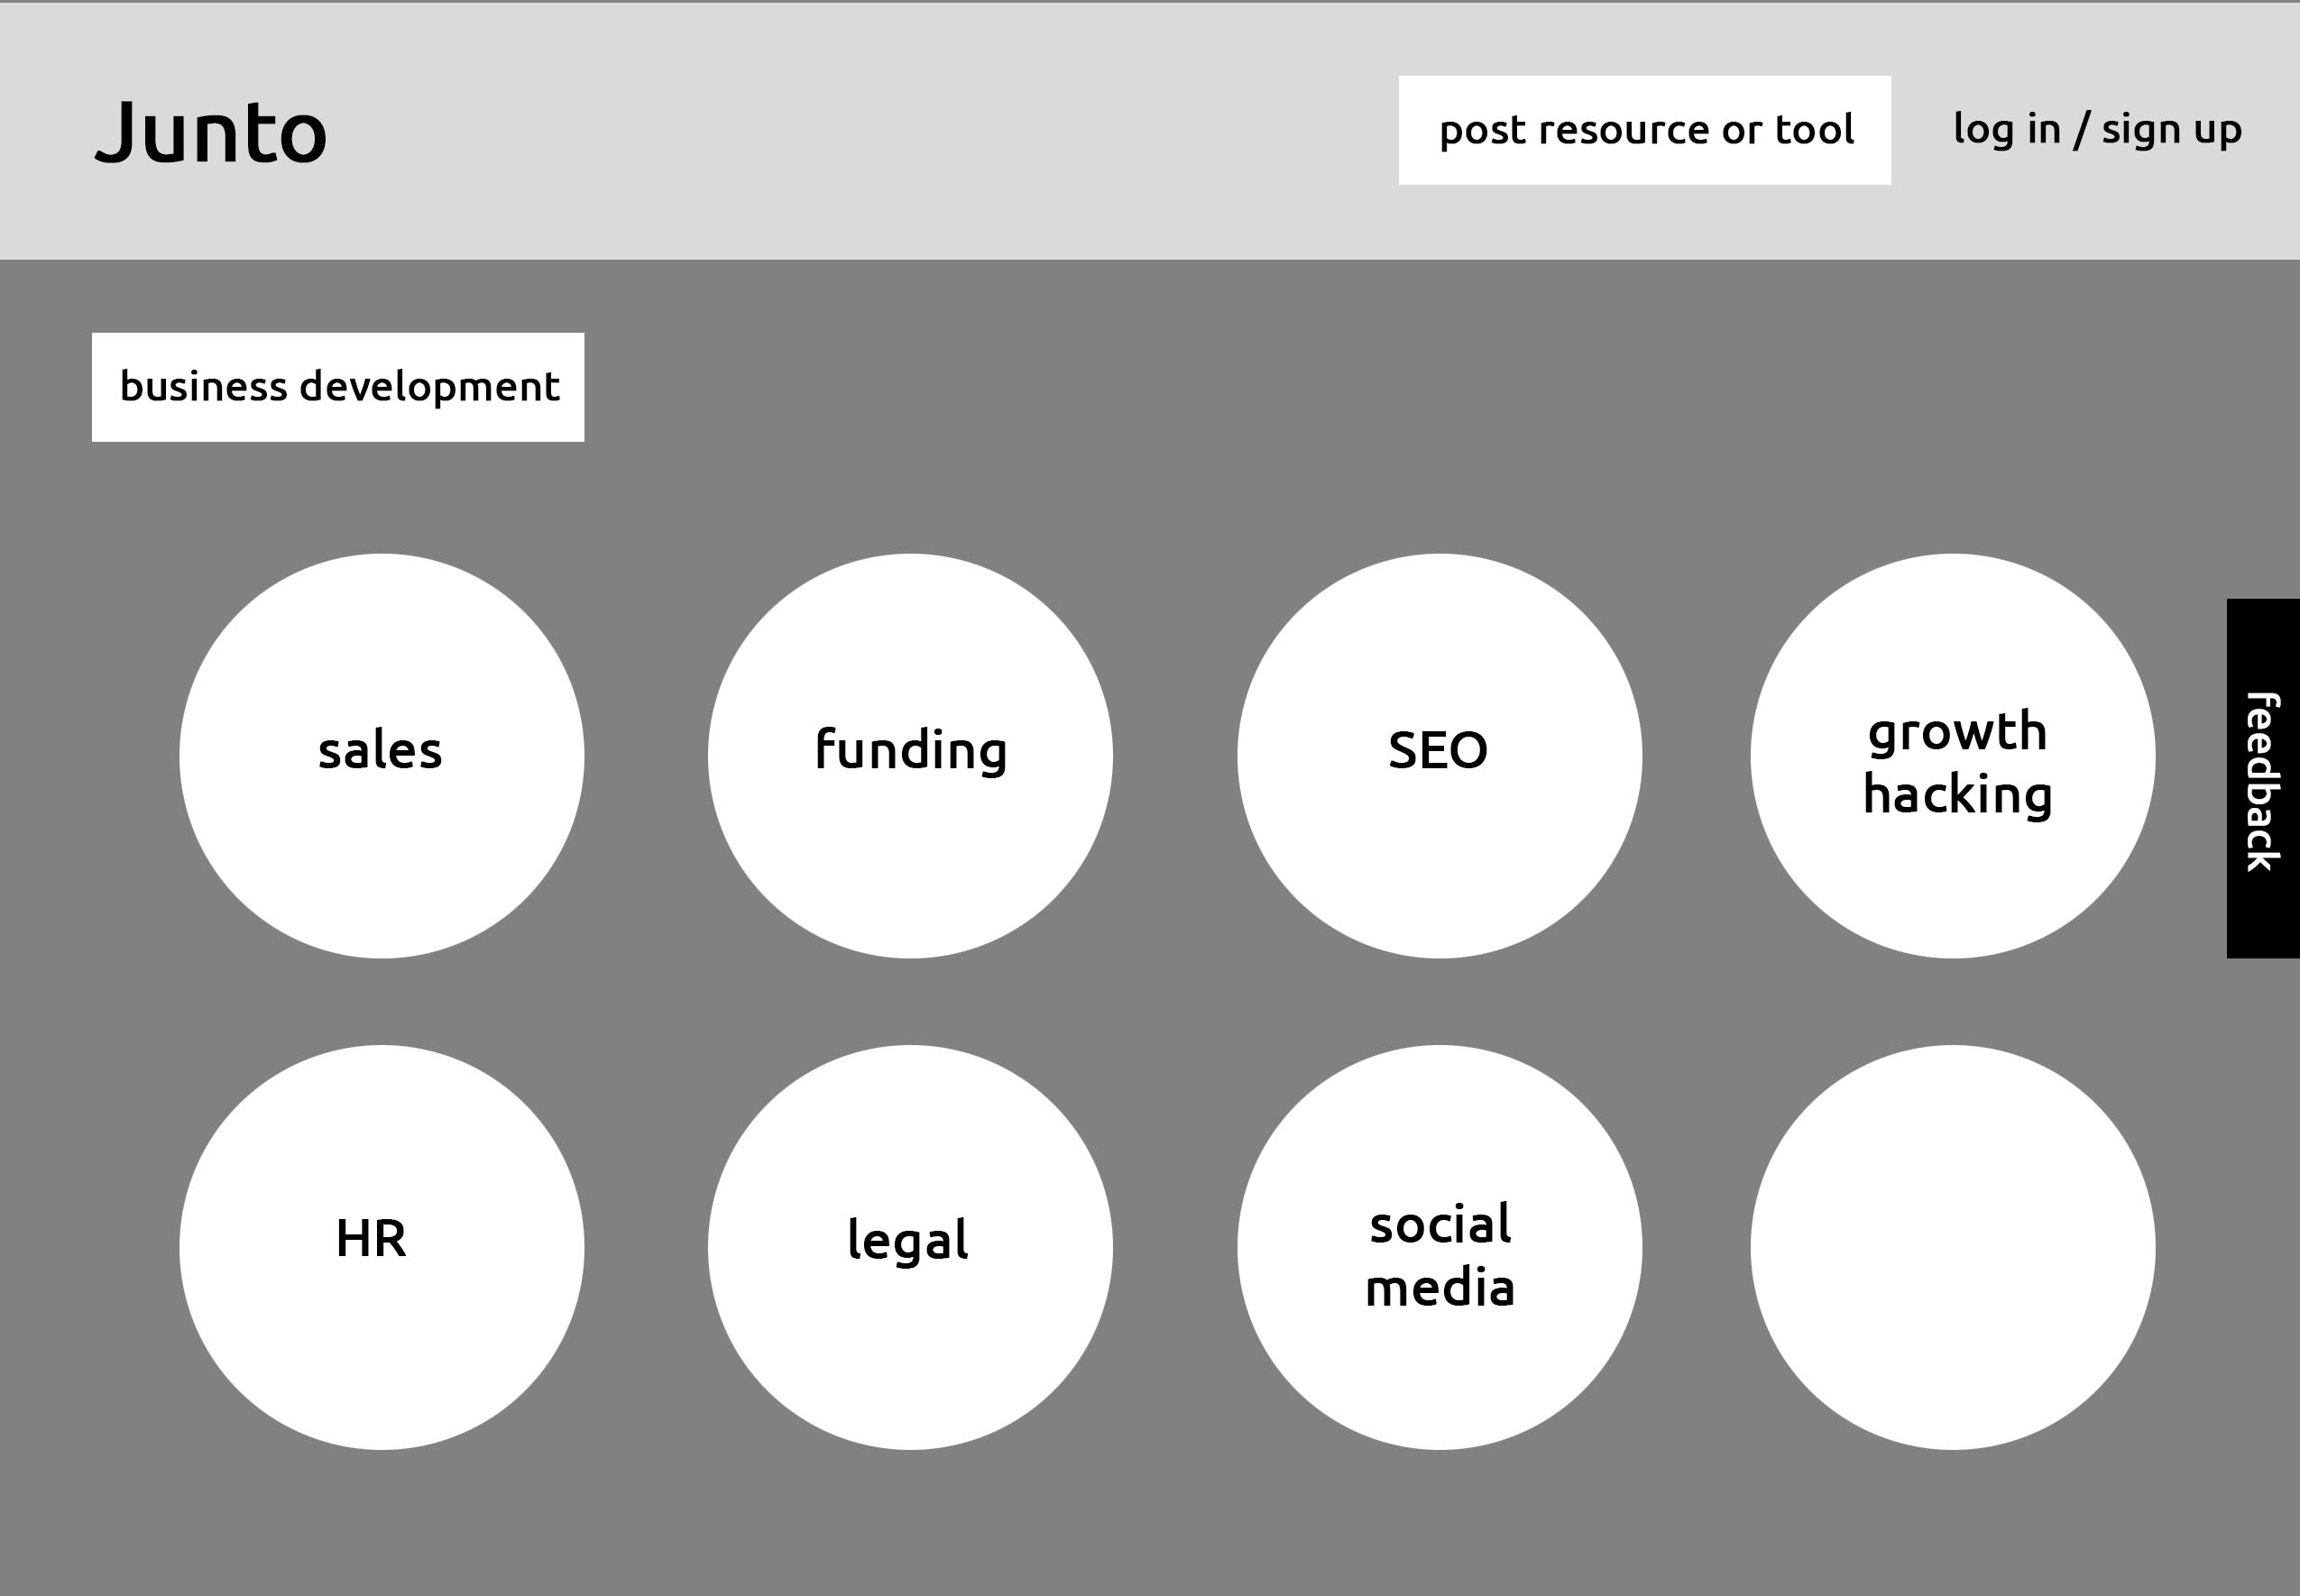 Junto
post resource or tool
log in / sign up
business development
sales
funding
SEO
growth
hacking
feedback
HR
legal
social
media